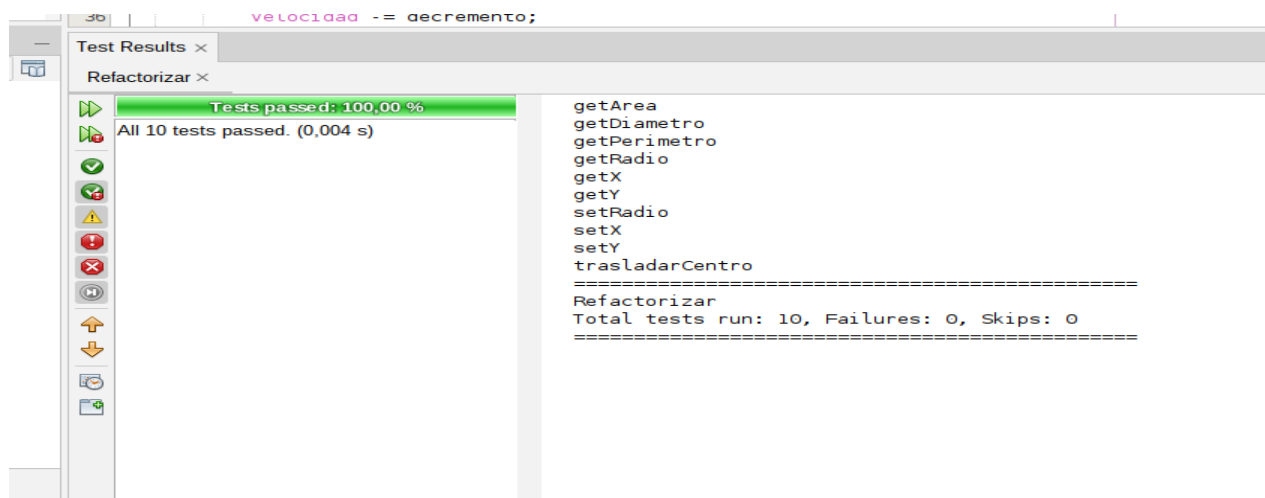 36 velocidad -= decremento;
Test Results ×
Refactorizar ×
Tests passed: 100,00 %
All 10 tests passed. (0,004 s)
getArea
getDiametro
getPerimetro
getRadio
getX
getY
setRadio
setX
setY
trasladarCentro
===============================================
Refactorizar
Total tests run: 10, Failures: 0, Skips: 0
===============================================